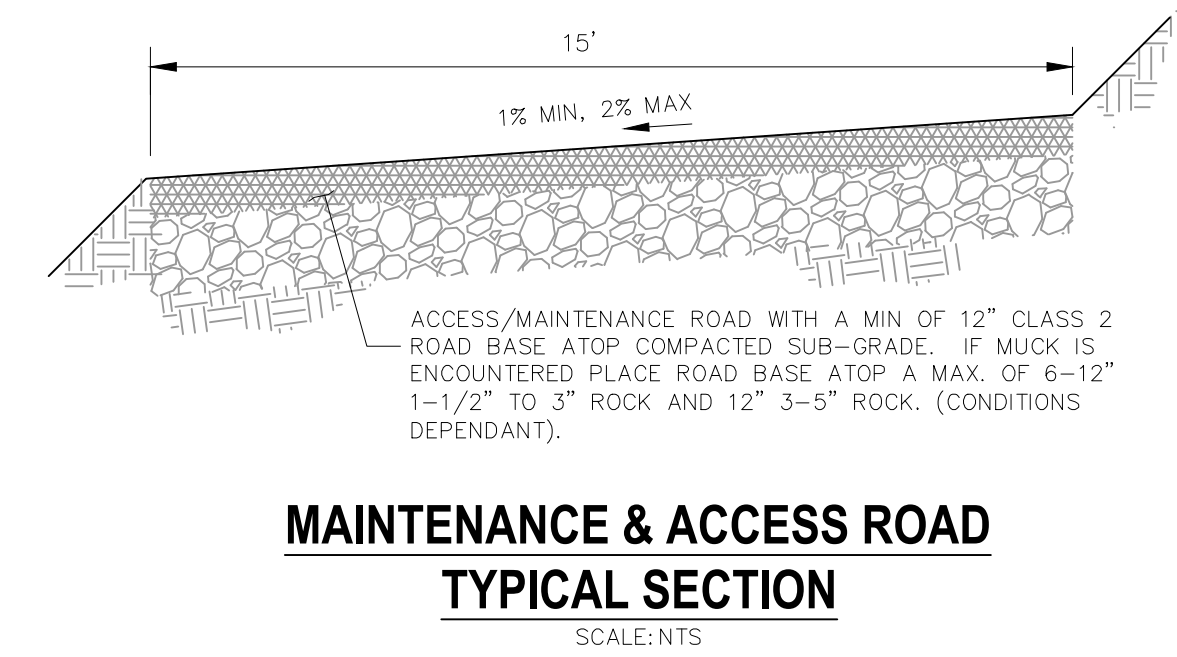 15'
1% MIN, 2% MAX
ACCESS/MAINTENANCE ROAD WITH A MIN OF 12" CLASS 2
ROAD BASE ATOP COMPACTED SUB-GRADE. IF MUCK IS
ENCOUNTERED PLACE ROAD BASE ATOP A MAX. OF 6-12"
1-1/2" TO 3" ROCK AND 12" 3-5" ROCK. (CONDITIONS
DEPENDANT).
MAINTENANCE & ACCESS ROAD
TYPICAL SECTION
SCALE: NTS